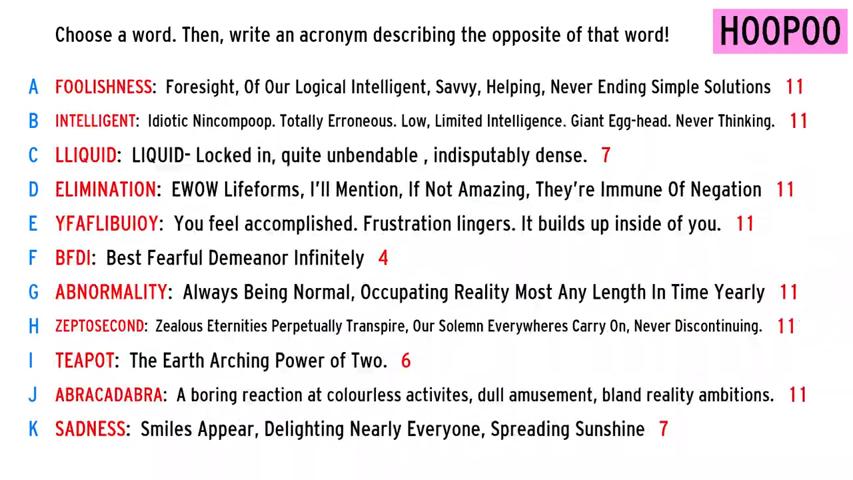 Choose a word. Then, write an acronym describing the opposite of that word! HOOPOO
A FOOLISHNESS: Foresight, Of Our Logical Intelligent, Savvy, Helping, Never Ending Simple Solutions 11
B INTELLIGENT: Idiotic Nincompoop. Totally Erroneous. Low, Limited Intelligence. Giant Egg-head. Never Thinking. 11
C LLIQUID: LIQUID- Locked in, quite unbendable , indisputably dense. 7
D ELIMINATION: EWOW Lifeforms, I'll Mention, If Not Amazing, They're Immune Of Negation 11
E YFAFLIBUIOY: You feel accomplished. Frustration lingers. It builds up inside of you. 11
F BFDI: Best Fearful Demeanor Infinitely 4
G ABNORMALITY: Always Being Normal, Occupating Reality Most Any Length In Time Yearly 11
H ZEPTOSECOND: Zealous Eternities Perpetually Transpire, Our Solemn Everywheres Carry On, Never Discontinuing. 11
I TEAPOT: The Earth Arching Power of Two. 6
J ABRACADABRA: A boring reaction at colourless activites, dull amusement, bland reality ambitions. 11
K SADNESS: Smiles Appear, Delighting Nearly Everyone, Spreading Sunshine 7